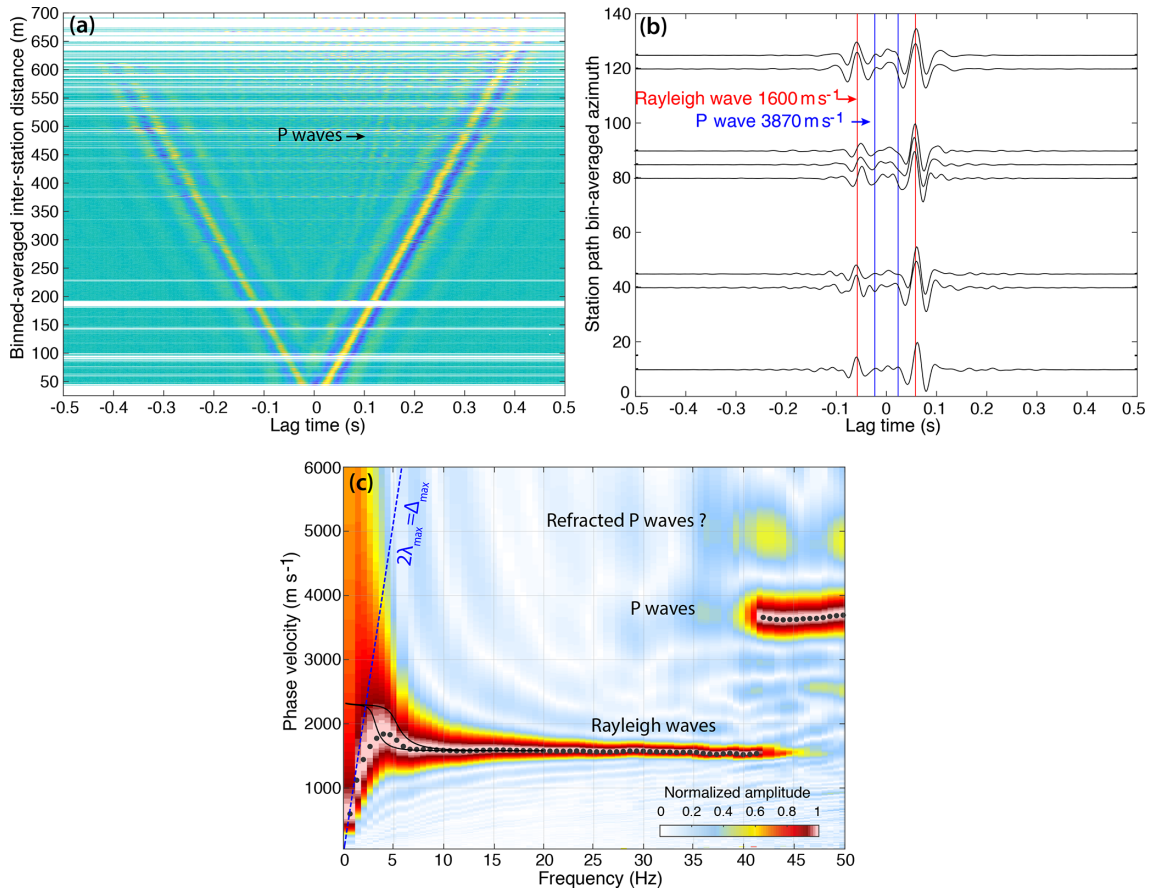 (a)
700
650
600
550
500
450
400
350
300
250
200
150
100
50
Binned-averaged inter-station distance (m)
P waves
-0.5 -0.4 -0.3 -0.2 -0.1 0 0.1 0.2 0.3 0.4 0.5
Lag time (s)
(b)
140
120
100
80
60
40
20
0
Station path bin-averaged azimuth
Rayleigh wave 1600 m s-1
P wave 3870 m s-1
-0.5 -0.4 -0.3 -0.2 -0.1 0 0.1 0.2 0.3 0.4 0.5
Lag time (s)
(c)
6000
5000
4000
3000
2000
1000
Phase velocity (m s-1)
2λmax=Δmax
Refracted P waves ?
P waves
Rayleigh waves
Normalized amplitude
0 0.2 0.4 0.6 0.8 1
0 5 10 15 20 25 30 35 40 45 50
Frequency (Hz)